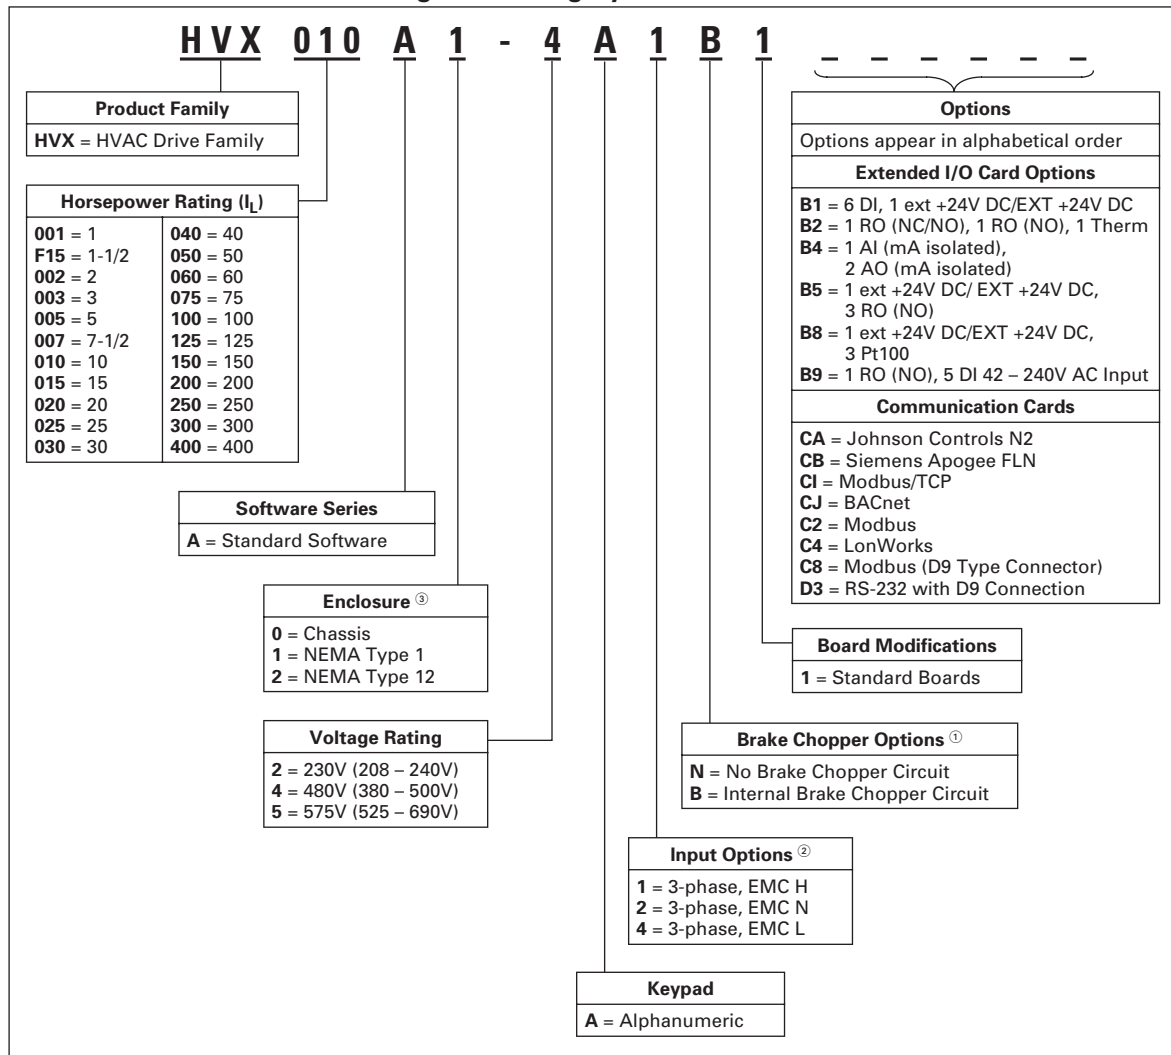 HVX 010 A 1 - 4 A 1 B 1 _ _ _ _ _ _
Product Family
HVX = HVAC Drive Family
Horsepower Rating (IL)
001 = 1
F15 = 1-1/2
002 = 2
003 = 3
005 = 5
007 = 7-1/2
010 = 10
015 = 15
020 = 20
025 = 25
030 = 30
040 = 40
050 = 50
060 = 60
075 = 75
100 = 100
125 = 125
150 = 150
200 = 200
250 = 250
300 = 300
400 = 400
Software Series
A = Standard Software
Enclosure ③
0 = Chassis
1 = NEMA Type 1
2 = NEMA Type 12
Voltage Rating
2 = 230V (208 – 240V)
4 = 480V (380 – 500V)
5 = 575V (525 – 690V)
Options
Options appear in alphabetical order
Extended I/O Card Options
B1 = 6 DI, 1 ext +24V DC/EXT +24V DC
B2 = 1 RO (NC/NO), 1 RO (NO), 1 Therm
B4 = 1 AI (mA isolated),
2 AO (mA isolated)
B5 = 1 ext +24V DC/ EXT +24V DC,
3 RO (NO)
B8 = 1 ext +24V DC/EXT +24V DC,
3 Pt100
B9 = 1 RO (NO), 5 DI 42 – 240V AC Input
Communication Cards
CA = Johnson Controls N2
CB = Siemens Apogee FLN
CI = Modbus/TCP
CJ = BACnet
C2 = Modbus
C4 = LonWorks
C8 = Modbus (D9 Type Connector)
D3 = RS-232 with D9 Connection
Board Modifications
1 = Standard Boards
Brake Chopper Options ①
N = No Brake Chopper Circuit
B = Internal Brake Chopper Circuit
Input Options ②
1 = 3-phase, EMC H
2 = 3-phase, EMC N
4 = 3-phase, EMC L
Keypad
A = Alphanumeric